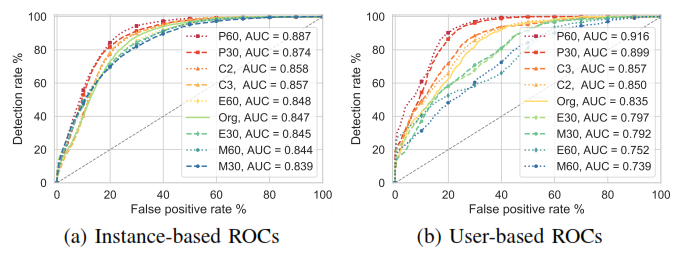 100
80
60
40
20
0
Detection rate %
P60, AUC = 0.887
P30, AUC = 0.874
C2, AUC = 0.858
C3, AUC = 0.857
E60, AUC = 0.848
Org, AUC = 0.847
E30, AUC = 0.845
M60, AUC = 0.844
M30, AUC = 0.839
0 20 40 60 80 100
False positive rate %
(a) Instance-based ROCs
100
80
60
40
20
0
Detection rate %
P60, AUC = 0.916
P30, AUC = 0.899
C3, AUC = 0.857
C2, AUC = 0.850
Org, AUC = 0.835
E30, AUC = 0.797
M30, AUC = 0.792
E60, AUC = 0.752
M60, AUC = 0.739
0 20 40 60 80 100
False positive rate %
(b) User-based ROCs